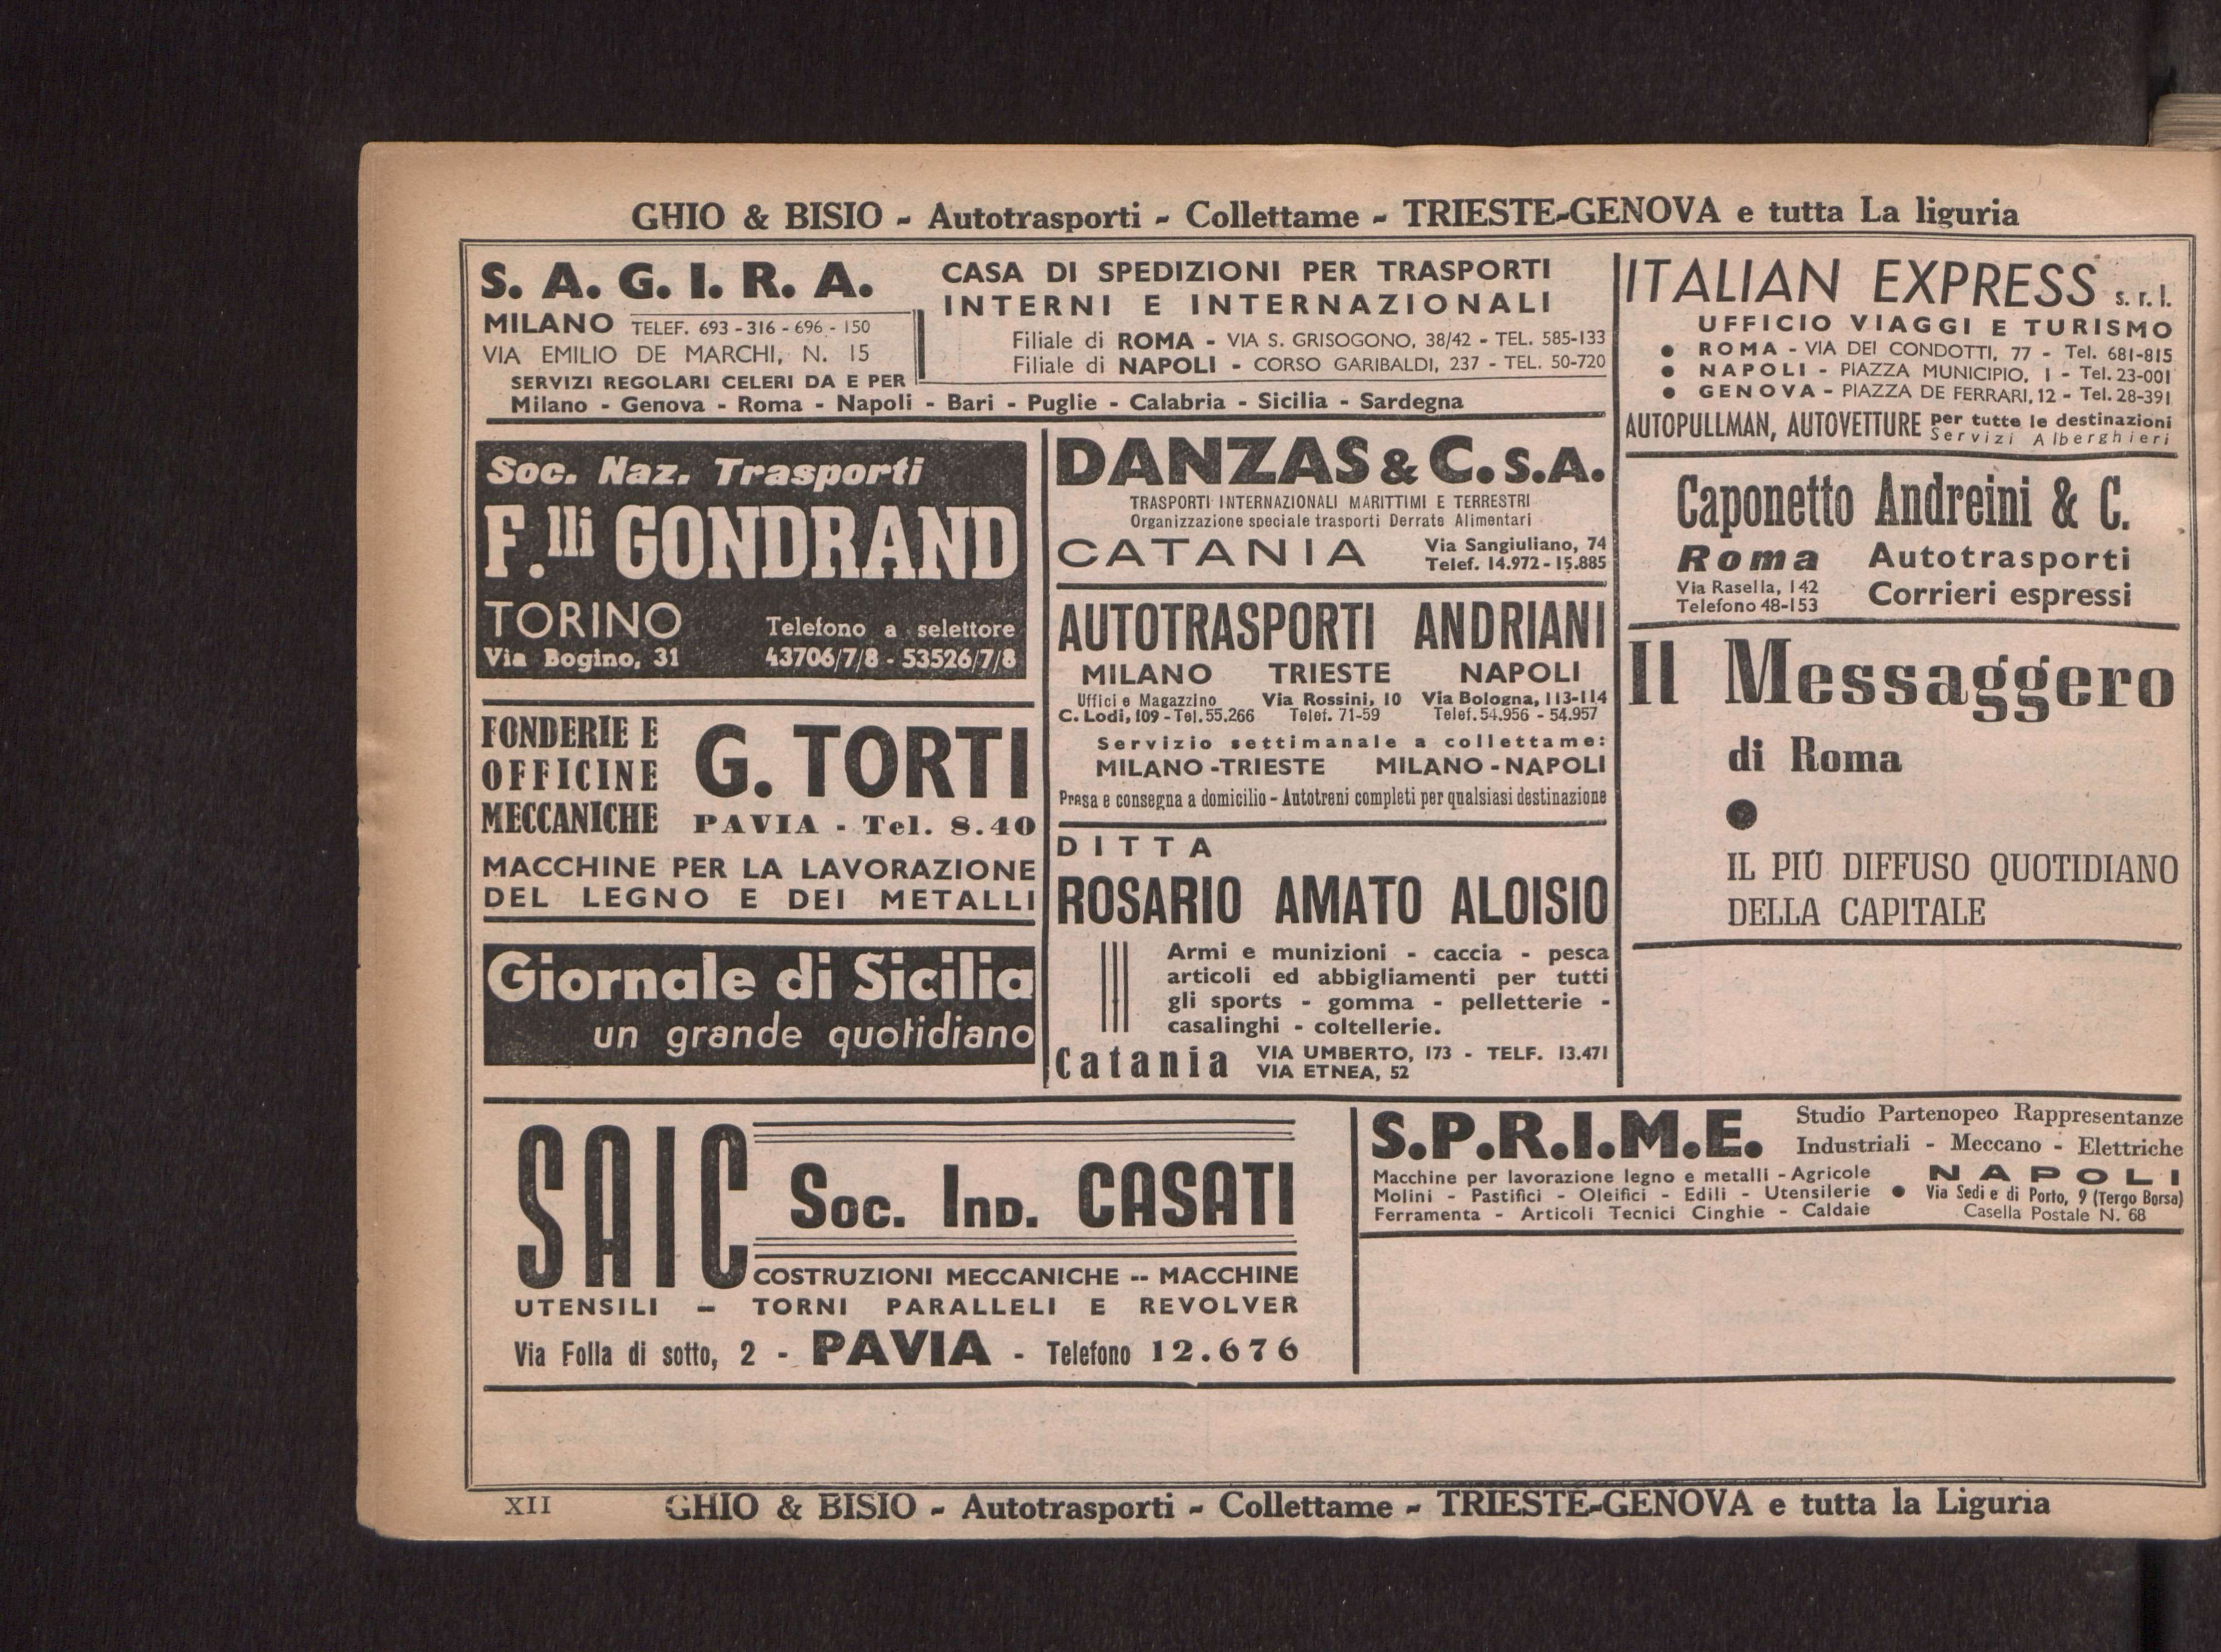 GHIO & BISIO - Autotrasporti - Collettame - TRIESTE-GENOVA e tutta La liguria
S. A. G. I. R. A.
MILANO TELEF. 693 - 316 - 696 - 150
VIA EMILIO DE MARCHI, N. 15
CASA DI SPEDIZIONI PER TRASPORTI
INTERNI E INTERNAZIONALI
Filiale di ROMA - VIA S. GRISOGONO, 38/42 - TEL. 585-133
Filiale di NAPOLI - CORSO GARIBALDI, 237 - TEL. 50-720
SERVIZI REGOLARI CELERI DA E PER
Milano - Genova - Roma - Napoli - Bari - Puglie - Calabria - Sicilia - Sardegna
Soc. Naz. Trasporti
F.lli GONDRAND
TORINO
Via Bogino, 31
Telefono a selettore
43706/7/8 - 53526/7/8
FONDERIE E
OFFICINE
MECCANICHE
G. TORTI
PAVIA - Tel. 8.40
MACCHINE PER LA LAVORAZIONE
DEL LEGNO E DEI METALLI
Giornale di Sicilia
un grande quotidiano
DANZAS & C. S.A.
TRASPORTI INTERNAZIONALI MARITTIMI E TERRESTRI
Organizzazione speciale trasporti Derrate Alimentari
CATANIA
Via Sangiuliano, 74
Telef. 14.972 - 15.885
AUTOTRASPORTI ANDRIANI
MILANO TRIESTE NAPOLI
Uffici e Magazzino Via Rossini, 10 Via Bologna, 113-114
C. Lodi, 109 - Tel. 55.266 Telef. 71-59 Telef. 54.956 - 54.957
Servizio settimanale a collettame:
MILANO - TRIESTE MILANO - NAPOLI
Presa e consegna a domicilio - Autotreni completi per qualsiasi destinazione
DITTA
ROSARIO AMATO ALOISIO
Armi e munizioni - caccia - pesca
articoli ed abbigliamenti per tutti
gli sports - gomma - pelletterie -
casalinghi - coltellerie.
Catania
VIA UMBERTO, 173 - TELF. 13.471
VIA ETNEA, 52
ITALIAN EXPRESS s. r. l.
UFFICIO VIAGGI E TURISMO
● ROMA - VIA DEI CONDOTTI, 77 - Tel. 681-815
● NAPOLI - PIAZZA MUNICIPIO, 1 - Tel. 23-001
● GENOVA - PIAZZA DE FERRARI, 12 - Tel. 28-391
AUTOPULLMAN, AUTOVETTURE per tutte le destinazioni
Servizi Alberghieri
Caponetto Andreini & C.
Roma Autotrasporti
Via Rasella, 142
Telefono 48-153
Corrieri espressi
Il Messaggero
di Roma
●
IL PIÙ DIFFUSO QUOTIDIANO
DELLA CAPITALE
SAIC
Soc. Ind. CASATI
COSTRUZIONI MECCANICHE -- MACCHINE
UTENSILI - TORNI PARALLELI E REVOLVER
Via Folla di sotto, 2 - PAVIA - Telefono 12.676
S.P.R.I.M.E.
Studio Partenopeo Rappresentanze
Industriali - Meccano - Elettriche
Macchine per lavorazione legno e metalli - Agricole
Molini - Pastifici - Oleifici - Edili - Utensilerie ●
Ferramenta - Articoli Tecnici Cinghie - Caldaie
NAPOLI
Via Sedi e di Porto, 9 (Tergo Borsa)
Casella Postale N. 68
XII
GHIO & BISIO - Autotrasporti - Collettame - TRIESTE-GENOVA e tutta la Liguria